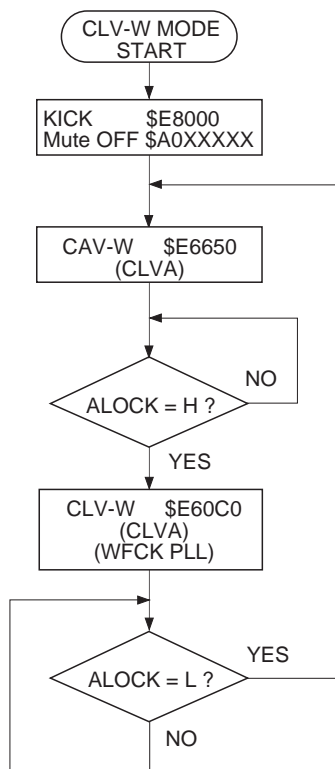 CLV-W MODE
START
KICK $E8000
Mute OFF $A0XXXXX
CAV-W $E6650
(CLVA)
NO
ALOCK = H ?
YES
CLV-W $E60C0
(CLVA)
(WFCK PLL)
YES
ALOCK = L ?
NO